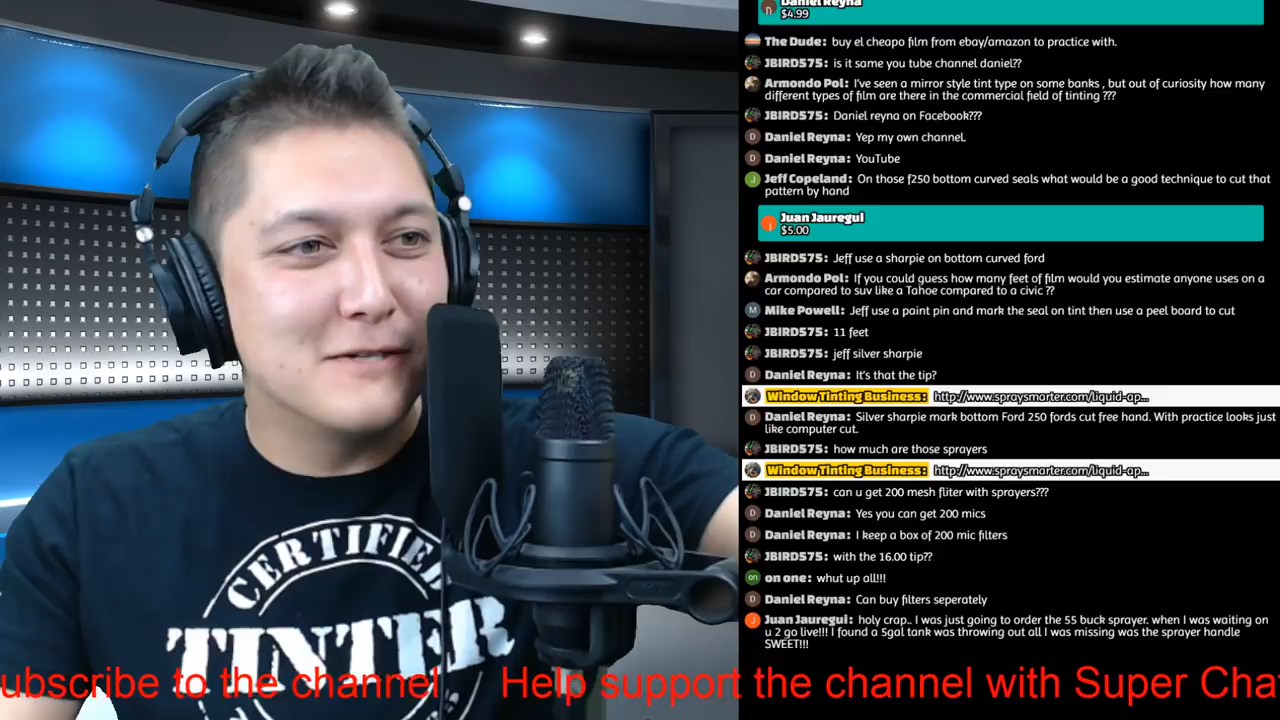 Daniel Reyna
$4.99
The Dude: buy el cheapo film from ebay/amazon to practice with.
JBIRD575: is it same you tube channel daniel??
Armondo Pol: I've seen a mirror style tint type on some banks , but out of curiosity how many
different types of film are there in the commercial field of tinting ???
JBIRD575: Daniel reyna on Facebook???
D Daniel Reyna: Yep my own channel.
D Daniel Reyna: YouTube
J Jeff Copeland: On those f250 bottom curved seals what would be a good technique to cut that
pattern by hand
Juan Jauregui
$5.00
JBIRD575: Jeff use a sharpie on bottom curved ford
Armondo Pol: If you could guess how many feet of film would you estimate anyone uses on a
car compared to suv like a Tahoe compared to a civic ??
M Mike Powell: Jeff use a paint pin and mark the seal on tint then use a peel board to cut
JBIRD575: 11 feet
JBIRD575: jeff silver sharpie
D Daniel Reyna: It's that the tip?
Window Tinting Business: http://www.spraysmarter.com/liquid-ap...
D Daniel Reyna: Silver sharpie mark bottom Ford 250 fords cut free hand. With practice looks just
like computer cut.
JBIRD575: how much are those sprayers
Window Tinting Business: http://www.spraysmarter.com/liquid-ap...
JBIRD575: can u get 200 mesh fliter with sprayers???
D Daniel Reyna: Yes you can get 200 mics
D Daniel Reyna: I keep a box of 200 mic filters
JBIRD575: with the 16.00 tip??
on on one: whut up all!!!
D Daniel Reyna: Can buy filters seperately
J Juan Jauregui: holy crap.. I was just going to order the 55 buck sprayer. when I was waiting on
u 2 go live!!! I found a 5gal tank was throwing out all I was missing was the sprayer handle
SWEET!!!
CERTIFIED
TINTER
ubscribe to the channel Help support the channel with Super Cha